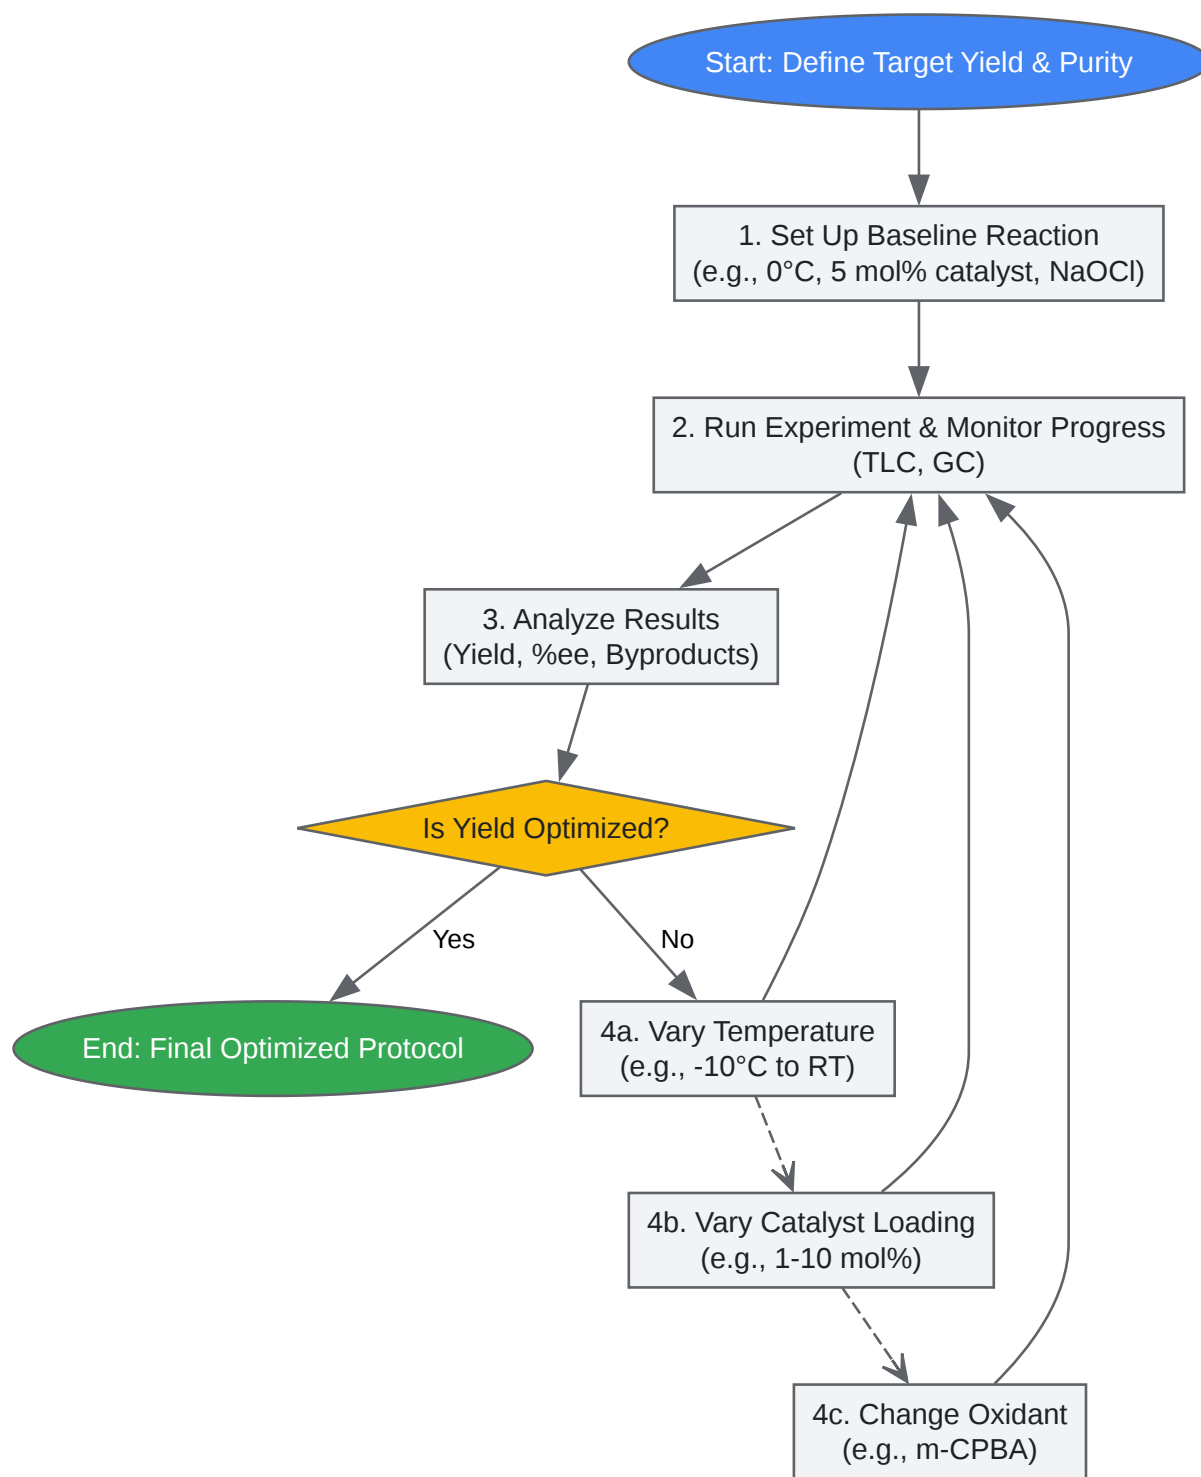 Start: Define Target Yield & Purity
1. Set Up Baseline Reaction
(e.g., 0°C, 5 mol% catalyst, NaOCl)
2. Run Experiment & Monitor Progress
(TLC, GC)
3. Analyze Results
(Yield, %ee, Byproducts)
Is Yield Optimized?
Yes
No
End: Final Optimized Protocol
4a. Vary Temperature
(e.g., -10°C to RT)
4b. Vary Catalyst Loading
(e.g., 1-10 mol%)
4c. Change Oxidant
(e.g., m-CPBA)